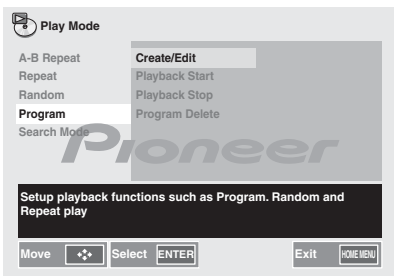 Play Mode
A-B Repeat
Repeat
Random
Program
Search Mode
Create/Edit
Playback Start
Playback Stop
Program Delete
Pioneer
Setup playback functions such as Program. Random and
Repeat play
Move Select ENTER Exit HOME MENU